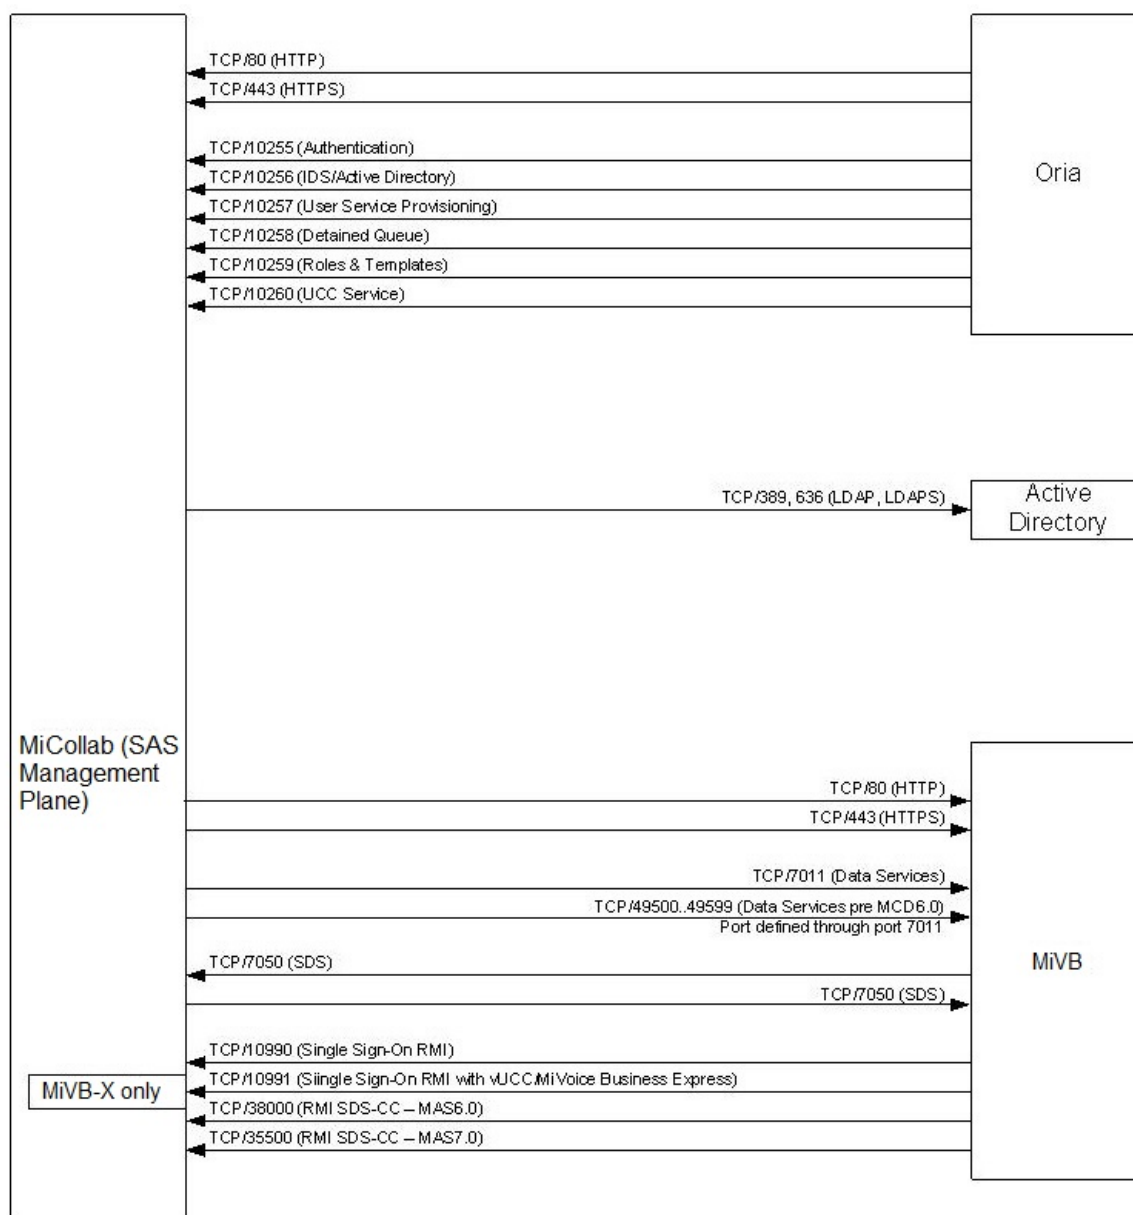 TCP/80 (HTTP)
TCP/443 (HTTPS)
TCP/10255 (Authentication)
TCP/10256 (IDS/Active Directory)
TCP/10257 (User Service Provisioning)
TCP/10258 (Detained Queue)
TCP/10259 (Roles & Templates)
TCP/10260 (UCC Service)
Oria
TCP/389, 636 (LDAP, LDAPS)
Active
Directory
MiCollab (SAS
Management
Plane)
TCP/80 (HTTP)
TCP/443 (HTTPS)
TCP/7011 (Data Services)
TCP/49500..49599 (Data Services pre MCD6.0)
Port defined through port 7011
TCP/7050 (SDS)
TCP/7050 (SDS)
MiVB
TCP/10990 (Single Sign-On RMI)
MiVB-X only
TCP/10991 (Siingle Sign-On RMI with vUCC/MiVoice Business Express)
TCP/38000 (RMI SDS-CC – MAS6.0)
TCP/35500 (RMI SDS-CC – MAS7.0)